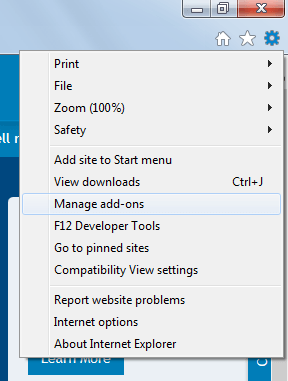 ell r
Print
File
Zoom (100%)
Safety
Add site to Start menu
View downloads Ctrl+J
Manage add-ons
F12 Developer Tools
Go to pinned sites
Compatibility View settings
Report website problems
Internet options
About Internet Explorer
Learn More